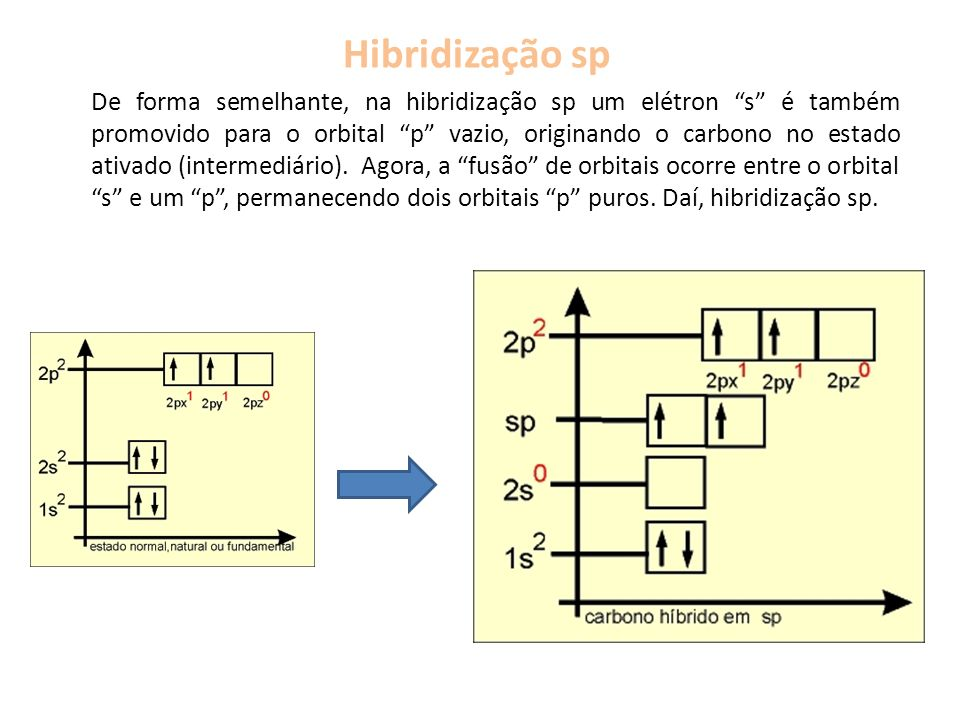 Hibridização sp
De forma semelhante, na hibridização sp um elétron “s” é também
promovido para o orbital “p” vazio, originando o carbono no estado
ativado (intermediário). Agora, a “fusão” de orbitais ocorre entre o orbital
“s” e um “p”, permanecendo dois orbitais “p” puros. Daí, hibridização sp.
2p²
2px¹ 2py¹ 2pz⁰
2s²
1s²
estado normal,natural ou fundamental
2p²
2px¹ 2py¹ 2pz⁰
sp
2s⁰
1s²
carbono híbrido em sp